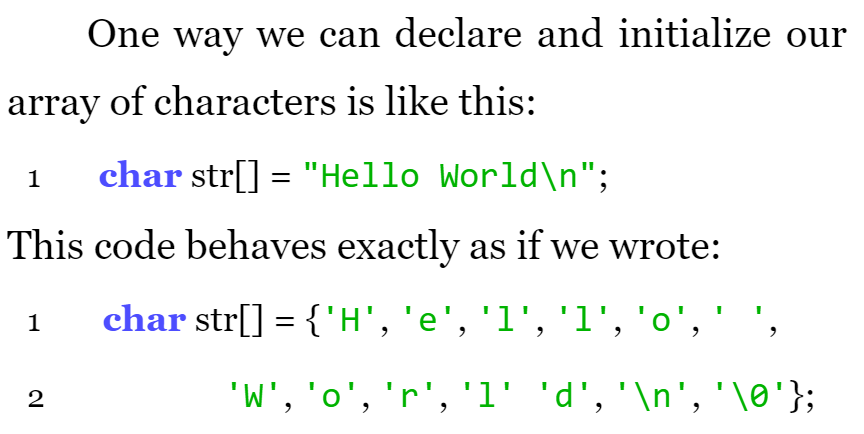 One way we can declare and initialize our
array of characters is like this:
1 char str[] = "Hello World\n";
This code behaves exactly as if we wrote:
1 char str[] = {'H', 'e', 'l', 'l', 'o', ' ',
2 'W', 'o', 'r', 'l' 'd', '\n', '\0'};